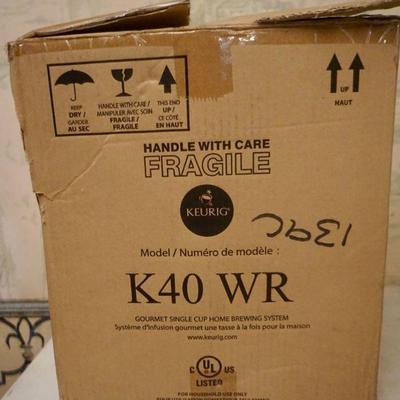 KEEP
DRY /
GARDER
AU SEC
HANDLE WITH CARE /
MANIPULER AVEC SOIN
FRAGILE /
FRAGILE
THIS END
UP /
CE CÔTÉ
EN HAUT
UP
HAUT
HANDLE WITH CARE
FRAGILE
KEURIG®
139C
Model / Numéro de modèle :
K40 WR
GOURMET SINGLE CUP HOME BREWING SYSTEM
Système d'infusion gourmet une tasse à la fois pour la maison
www.keurig.com
C UL® US
LISTED
FOR HOUSEHOLD USE ONLY